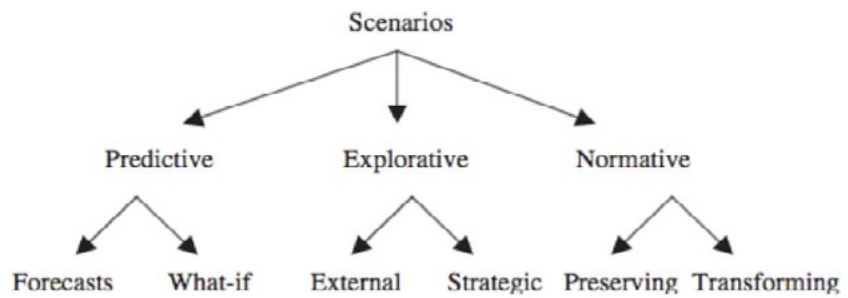 Scenarios
Predictive Explorative Normative
Forecasts What-if External Strategic Preserving Transforming